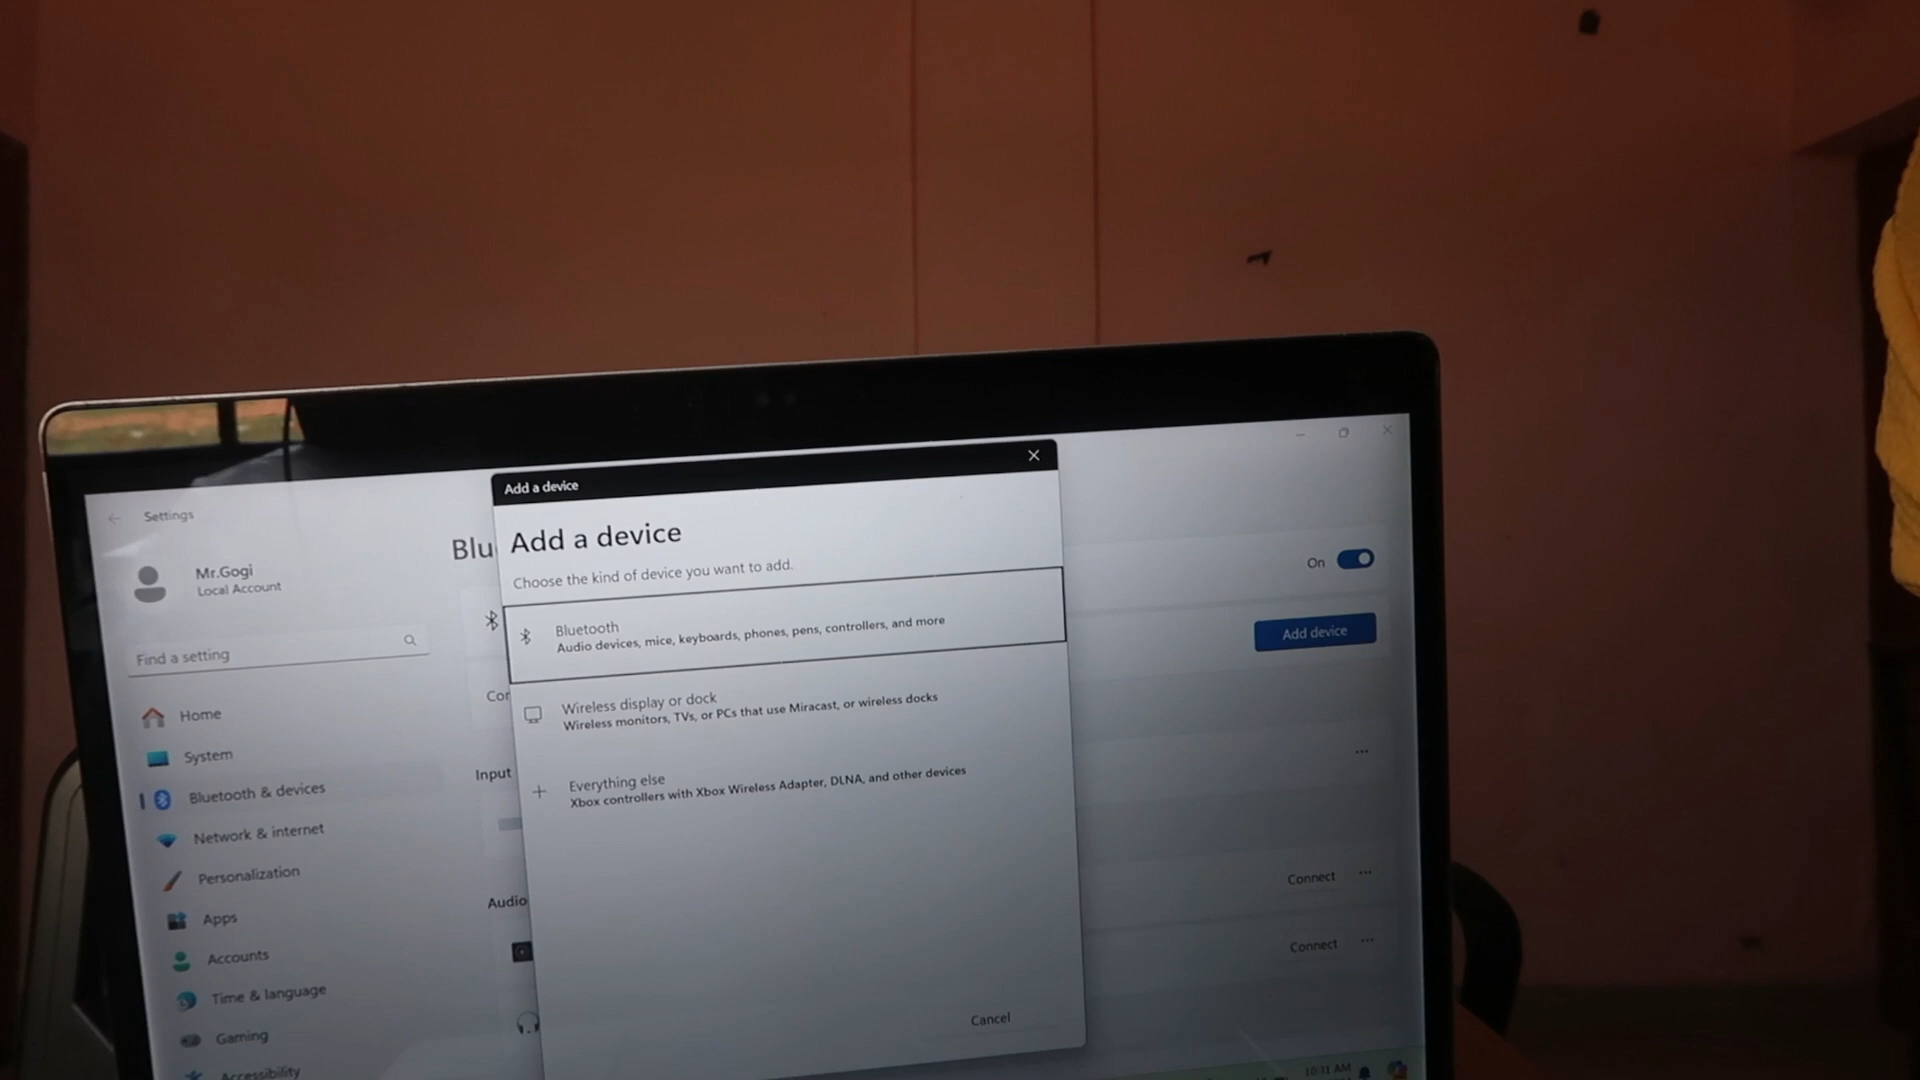 Settings
Mr.Gogi
Local Account
Find a setting
Home
System
Bluetooth & devices
Network & internet
Personalization
Apps
Accounts
Time & language
Gaming
Accessibility
Blu
Cor
Input
Audio
Add a device
Add a device
Choose the kind of device you want to add.
Bluetooth
Audio devices, mice, keyboards, phones, pens, controllers, and more
Wireless display or dock
Wireless monitors, TVs, or PCs that use Miracast, or wireless docks
Everything else
Xbox controllers with Xbox Wireless Adapter, DLNA, and other devices
Cancel
On
Add device
Connect
Connect
10:31 AM